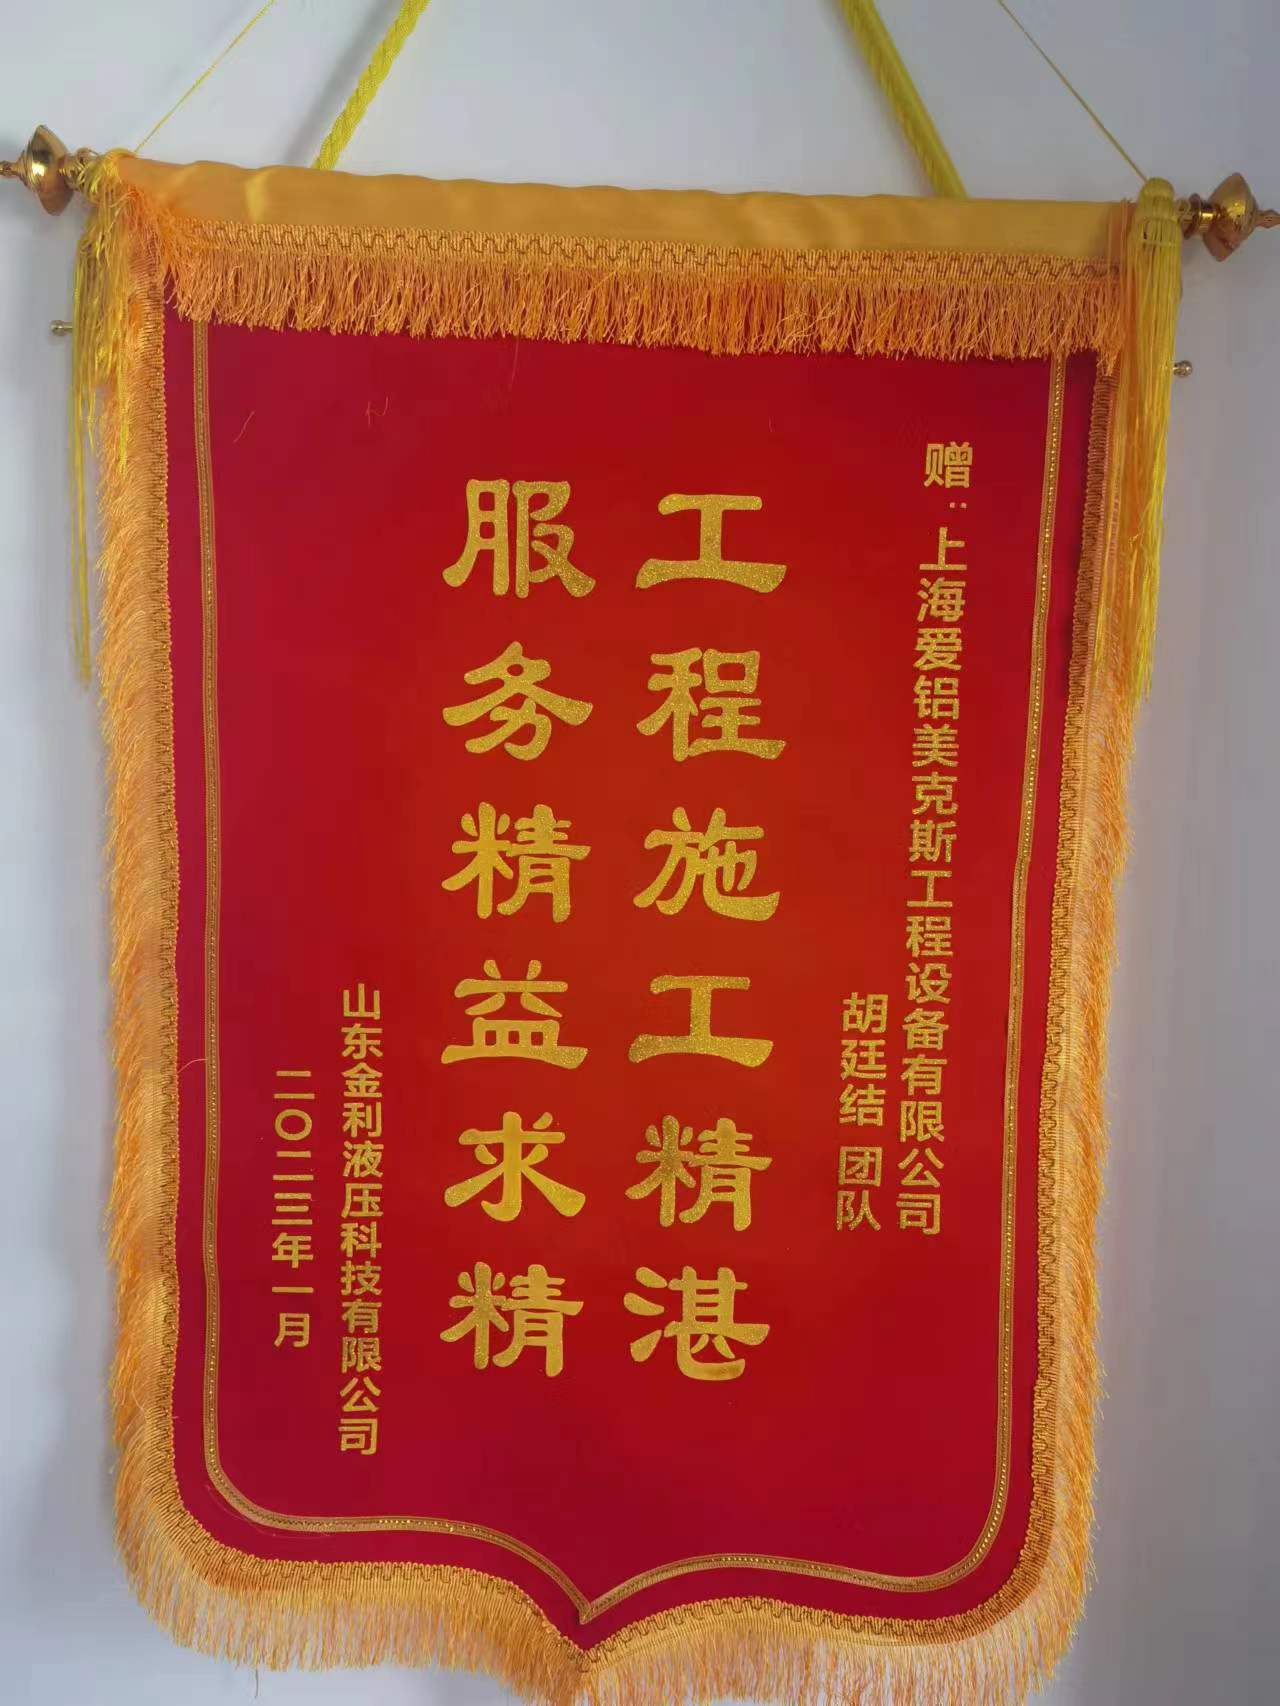 赠：上海爱铝美克斯工程设备有限公司
胡廷结 团队
工程施工精湛
服务精益求精
山东金利液压科技有限公司
二〇二三年一月